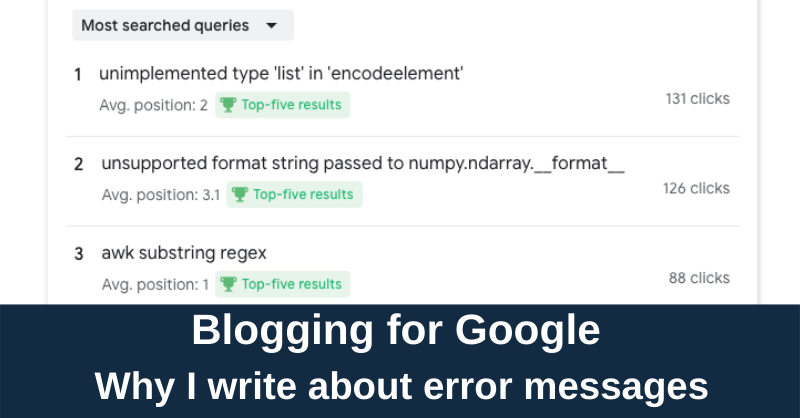 Most searched queries
1 unimplemented type 'list' in 'encodeelement'
Avg. position: 2 Top-five results
131 clicks
2 unsupported format string passed to numpy.ndarray.__format__
Avg. position: 3.1 Top-five results
126 clicks
3 awk substring regex
Avg. position: 1 Top-five results
88 clicks
Blogging for Google
Why I write about error messages